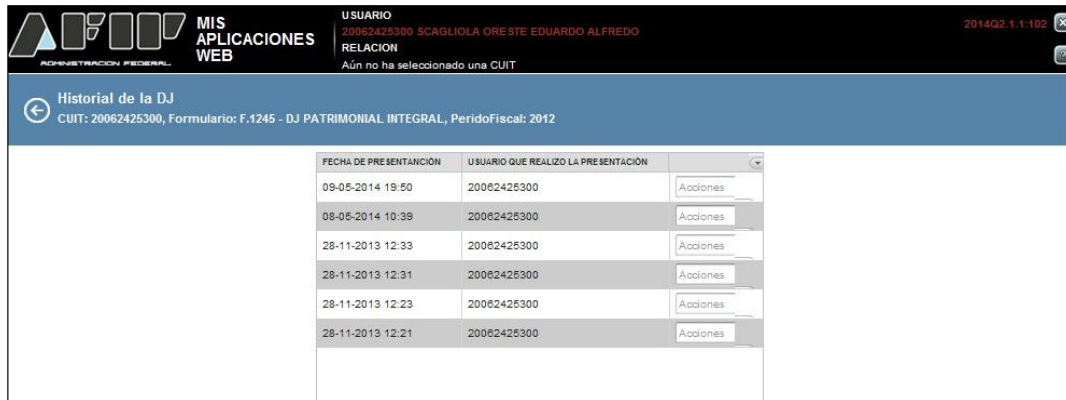 AFIP
ADMINISTRACION FEDERAL
MIS
APLICACIONES
WEB
USUARIO
20062425300 SCAGLIOLA ORESTE EDUARDO ALFREDO
RELACION
Aún no ha seleccionado una CUIT
2014Q2.1.1:102
Historial de la DJ
CUIT: 20062425300, Formulario: F.1245 - DJ PATRIMONIAL INTEGRAL, PeridoFiscal: 2012
FECHA DE PRESENTANCIÓN USUARIO QUE REALIZO LA PRESENTACIÓN
09-05-2014 19:50 20062425300 Acciones
08-05-2014 10:39 20062425300 Acciones
28-11-2013 12:33 20062425300 Acciones
28-11-2013 12:31 20062425300 Acciones
28-11-2013 12:23 20062425300 Acciones
28-11-2013 12:21 20062425300 Acciones